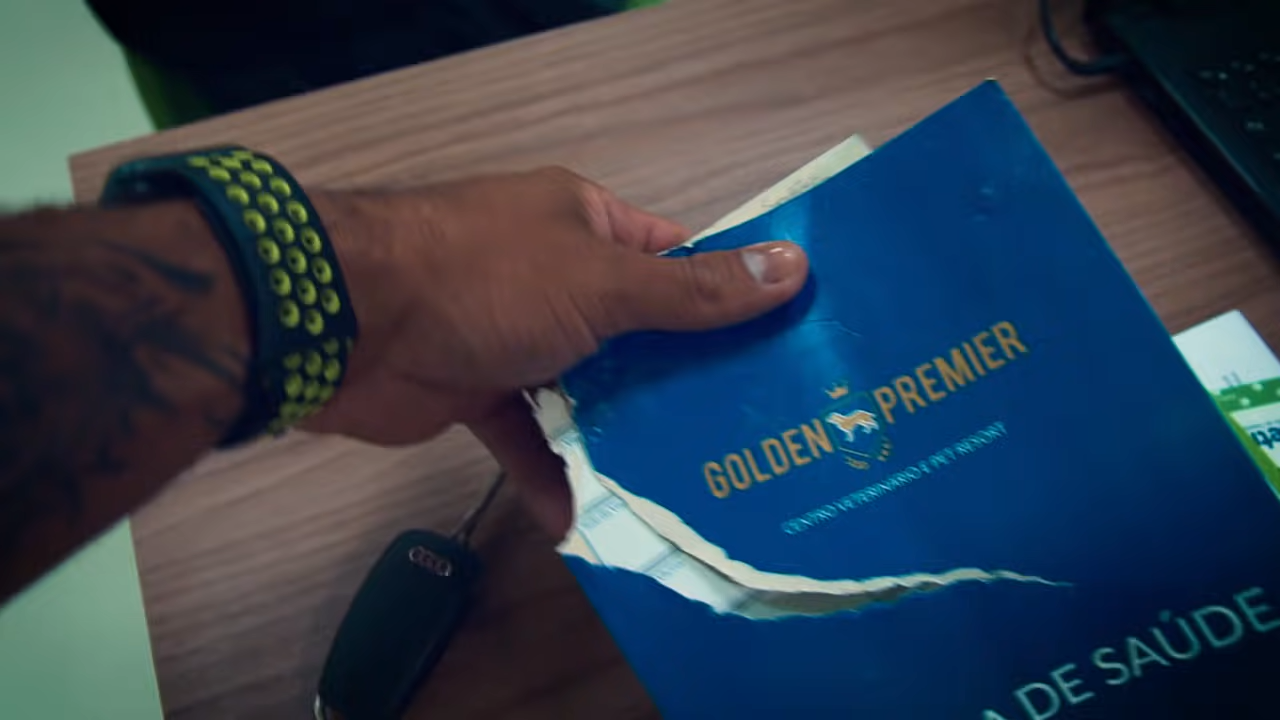 GOLDEN PREMIER
CENTRO VETERINÁRIO E PET RESORT
A DE SAÚDE